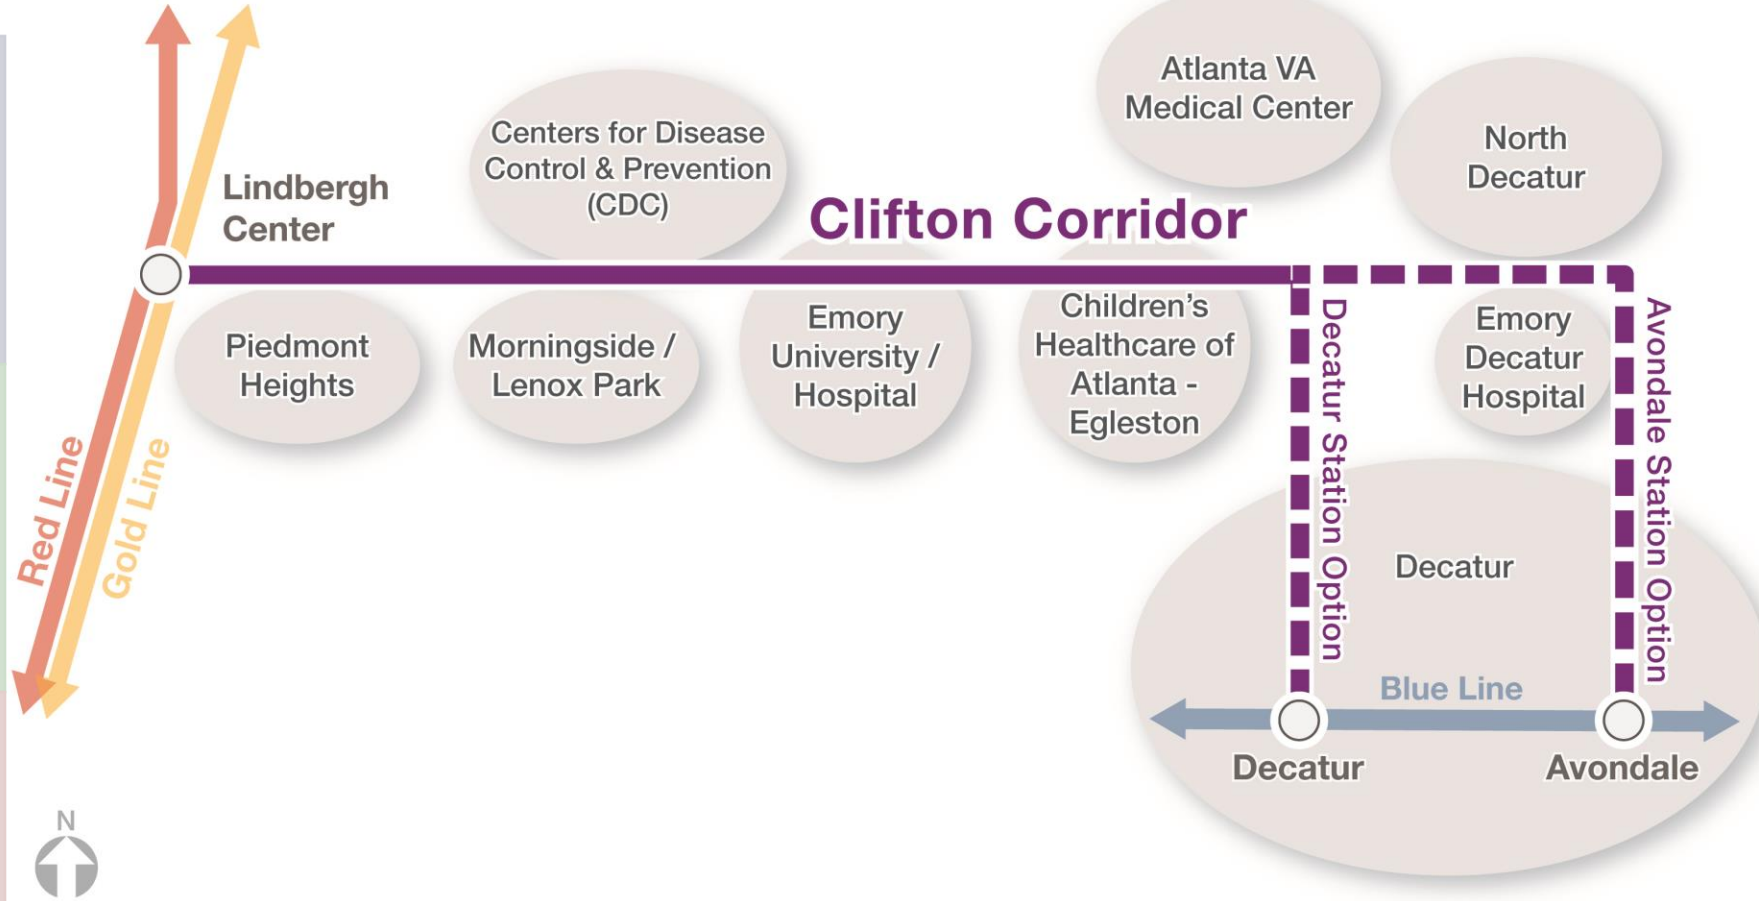 Atlanta VA
Medical Center
Centers for Disease
Control & Prevention
(CDC)
North
Decatur
Lindbergh
Center
Clifton Corridor
Piedmont
Heights
Morningside /
Lenox Park
Emory
University /
Hospital
Children's
Healthcare of
Atlanta -
Egleston
Decatur Station Option
Emory
Decatur
Hospital
Avondale Station Option
Red Line
Gold Line
Decatur
Blue Line
Decatur
Avondale
N